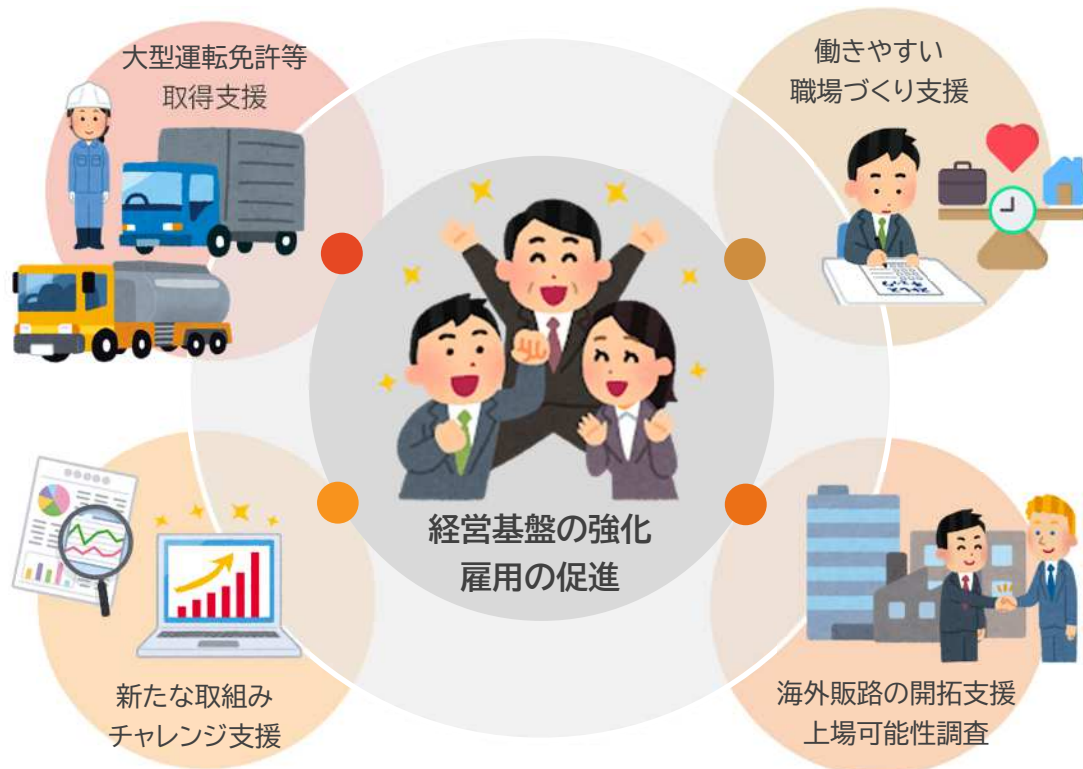 大型運転免許等
取得支援
働きやすい
職場づくり支援
経営基盤の強化
雇用の促進
新たな取組み
チャレンジ支援
海外販路の開拓支援
上場可能性調査